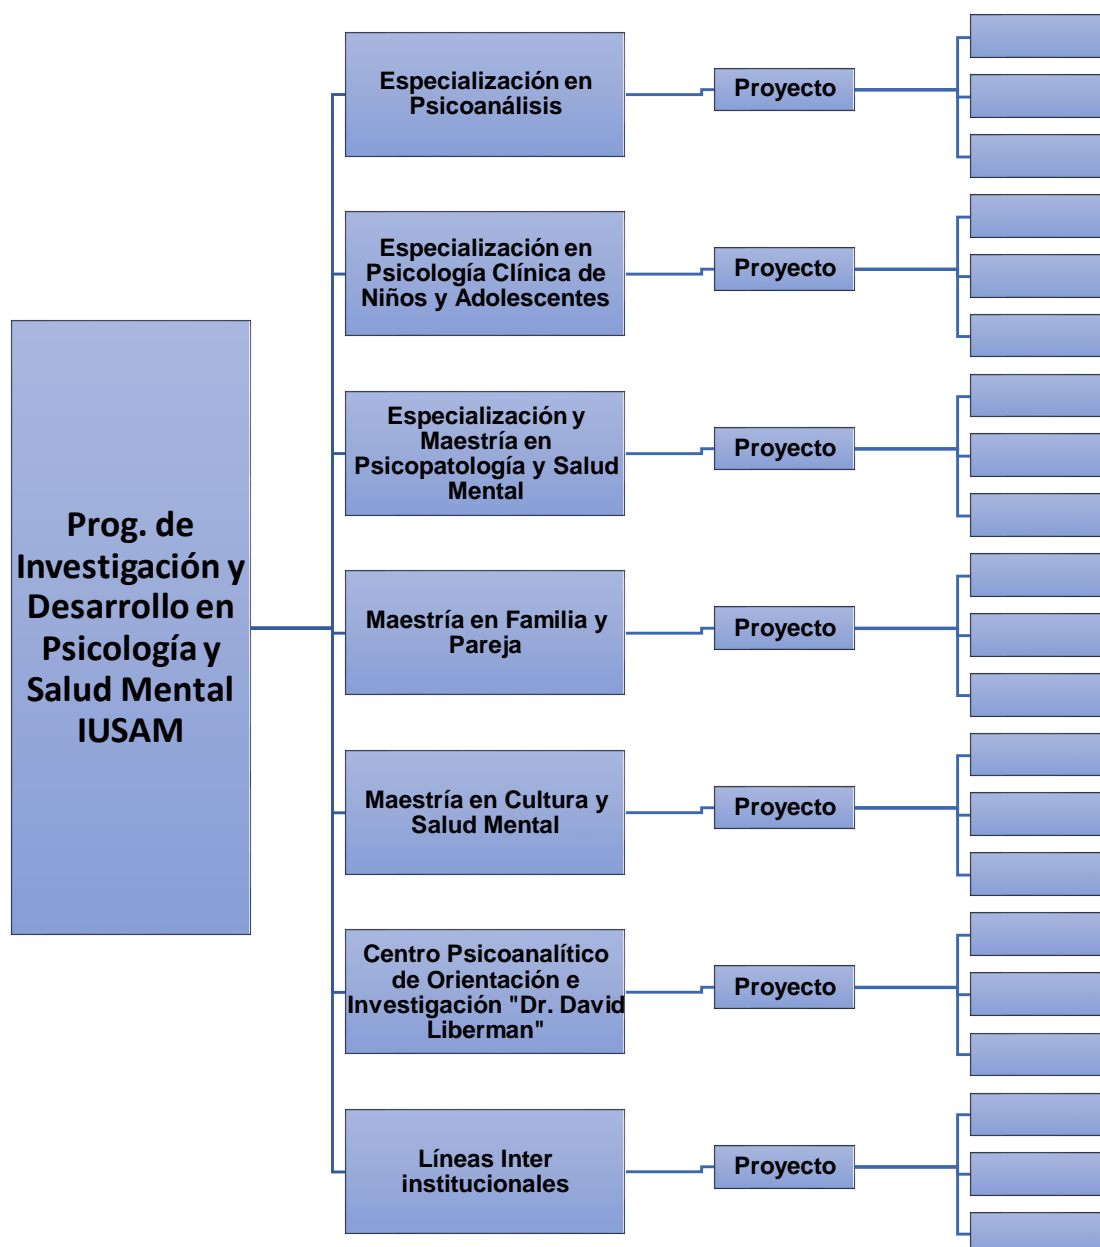 Prog. de
Investigación y
Desarrollo en
Psicología y
Salud Mental
IUSAM
Especialización en
Psicoanálisis
Proyecto
Especialización en
Psicología Clínica de
Niños y Adolescentes
Proyecto
Especialización y
Maestría en
Psicopatología y Salud
Mental
Proyecto
Maestría en Familia y
Pareja
Proyecto
Maestría en Cultura y
Salud Mental
Proyecto
Centro Psicoanalítico
de Orientación e
Investigación "Dr. David
Liberman"
Proyecto
Líneas Inter
institucionales
Proyecto